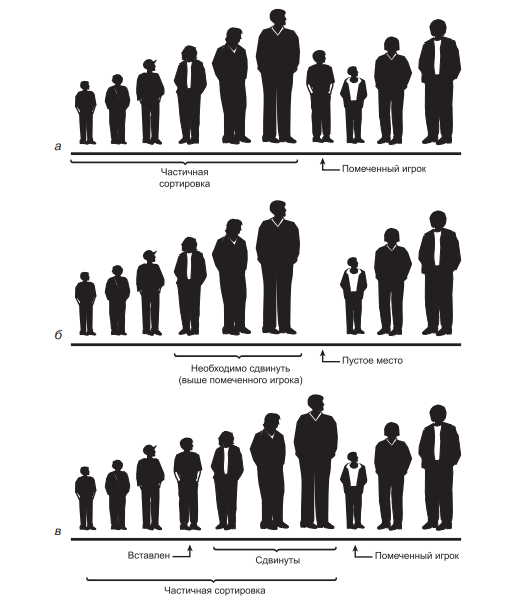 а
Частичная
сортировка
Помеченный игрок
б
Необходимо сдвинуть
(выше помеченного игрока)
Пустое место
в
Вставлен
Сдвинуты
Помеченный игрок
Частичная сортировка